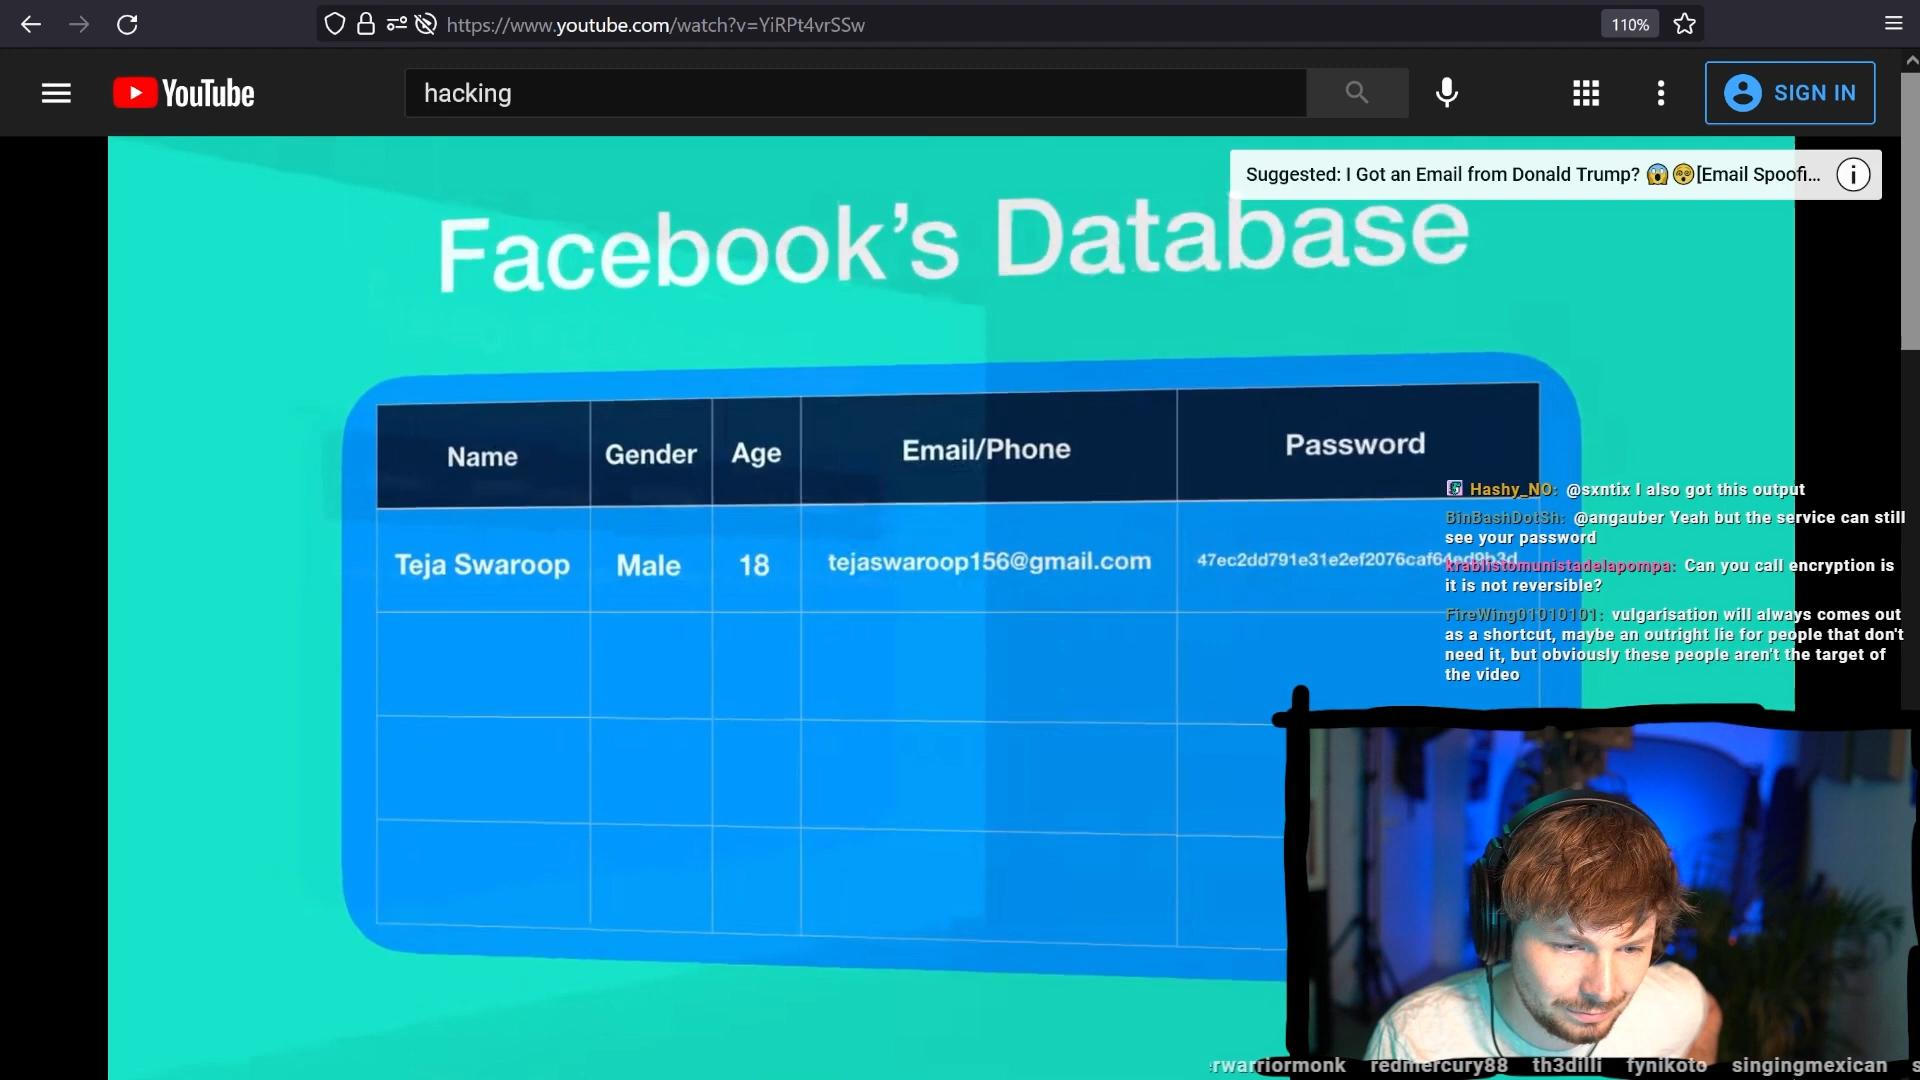 https://www.youtube.com/watch?v=YiRPt4vrSSw
110%
YouTube
hacking
SIGN IN
Suggested: I Got an Email from Donald Trump? 😱😵[Email Spoofi...
Facebook's Database
Name Gender Age Email/Phone Password
Teja Swaroop Male 18 tejaswaroop156@gmail.com 47ec2dd791e31e2ef2076caf64ed9b3d
Hashy_NO: @sxntix I also got this output
BinBashDotSh: @angauber Yeah but the service can still
see your password
krablistomunistadelapompa: Can you call encryption is
it is not reversible?
FireWing01010101: vulgarisation will always comes out
as a shortcut, maybe an outright lie for people that don't
need it, but obviously these people aren't the target of
the video
rwarriormonk redmercury88 th3dilli fynikoto singingmexican s